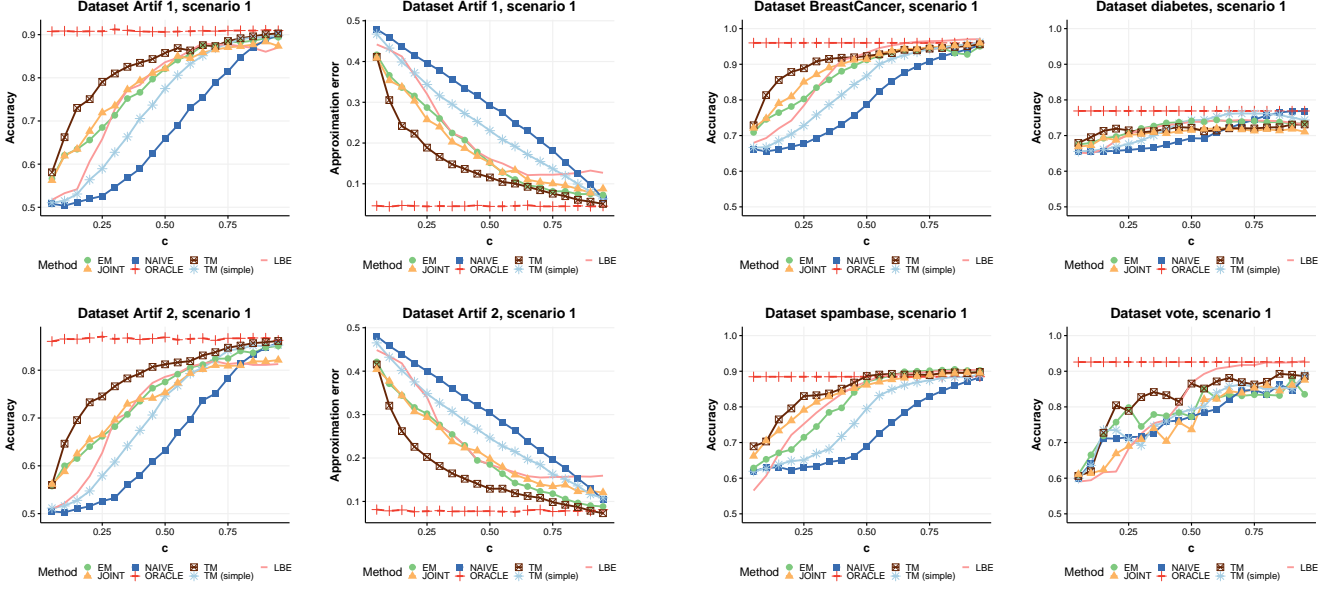 Dataset Artif 1, scenario 1
Accuracy
0.9
0.8
0.7
0.6
0.5
0.25
0.50
0.75
c
Method EM NAIVE TM LBE
JOINT ORACLE TM (simple)
Dataset Artif 1, scenario 1
Approximation error
0.5
0.4
0.3
0.2
0.1
0.25
0.50
0.75
c
Method EM NAIVE TM LBE
JOINT ORACLE TM (simple)
Dataset BreastCancer, scenario 1
Accuracy
1.0
0.9
0.8
0.7
0.6
0.5
0.25
0.50
0.75
c
Method EM NAIVE TM LBE
JOINT ORACLE TM (simple)
Dataset diabetes, scenario 1
Accuracy
1.0
0.9
0.8
0.7
0.6
0.5
0.25
0.50
0.75
c
Method EM NAIVE TM LBE
JOINT ORACLE TM (simple)
Dataset Artif 2, scenario 1
Accuracy
0.8
0.7
0.6
0.5
0.25
0.50
0.75
c
Method EM NAIVE TM LBE
JOINT ORACLE TM (simple)
Dataset Artif 2, scenario 1
Approximation error
0.5
0.4
0.3
0.2
0.1
0.25
0.50
0.75
c
Method EM NAIVE TM LBE
JOINT ORACLE TM (simple)
Dataset spambase, scenario 1
Accuracy
1.0
0.9
0.8
0.7
0.6
0.5
0.25
0.50
0.75
c
Method EM NAIVE TM LBE
JOINT ORACLE TM (simple)
Dataset vote, scenario 1
Accuracy
1.0
0.9
0.8
0.7
0.6
0.5
0.25
0.50
0.75
c
Method EM NAIVE TM LBE
JOINT ORACLE TM (simple)